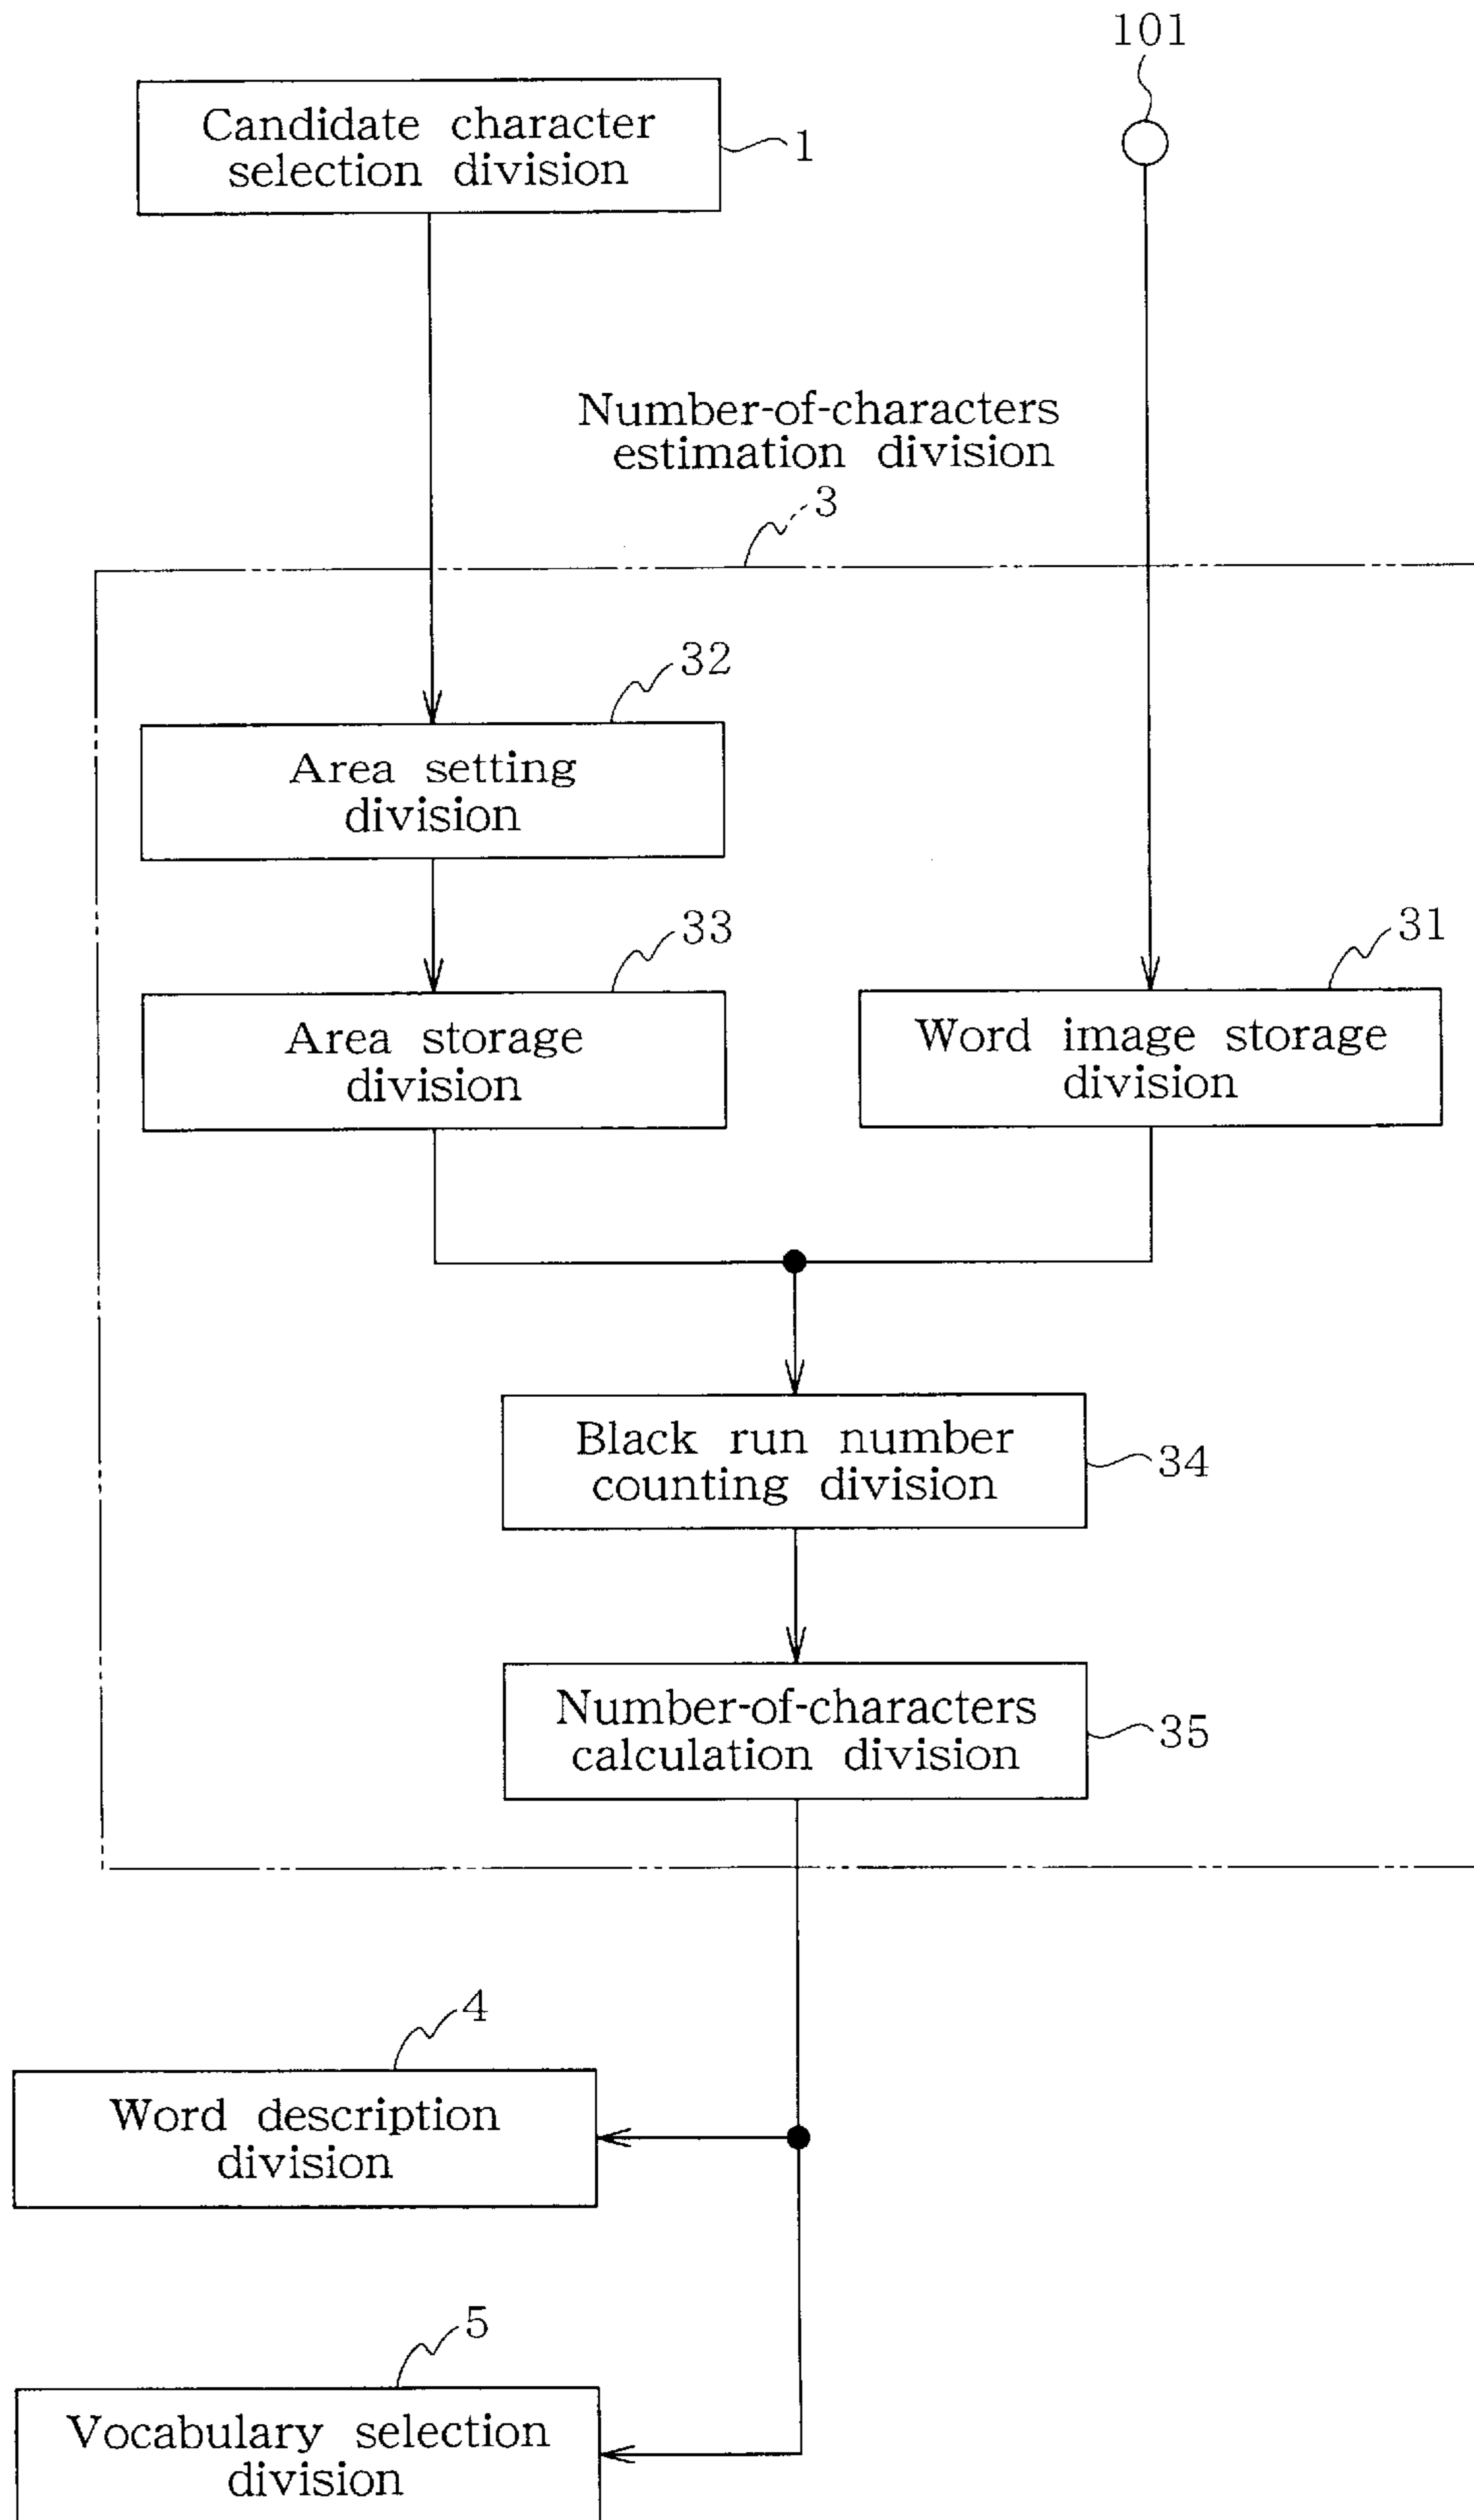 101
Candidate character
selection division
1
Number-of-characters
estimation division
3
32
Area setting
division
33
Area storage
division
31
Word image storage
division
Black run number
counting division
34
Number-of-characters
calculation division
35
4
Word description
division
5
Vocabulary selection
division